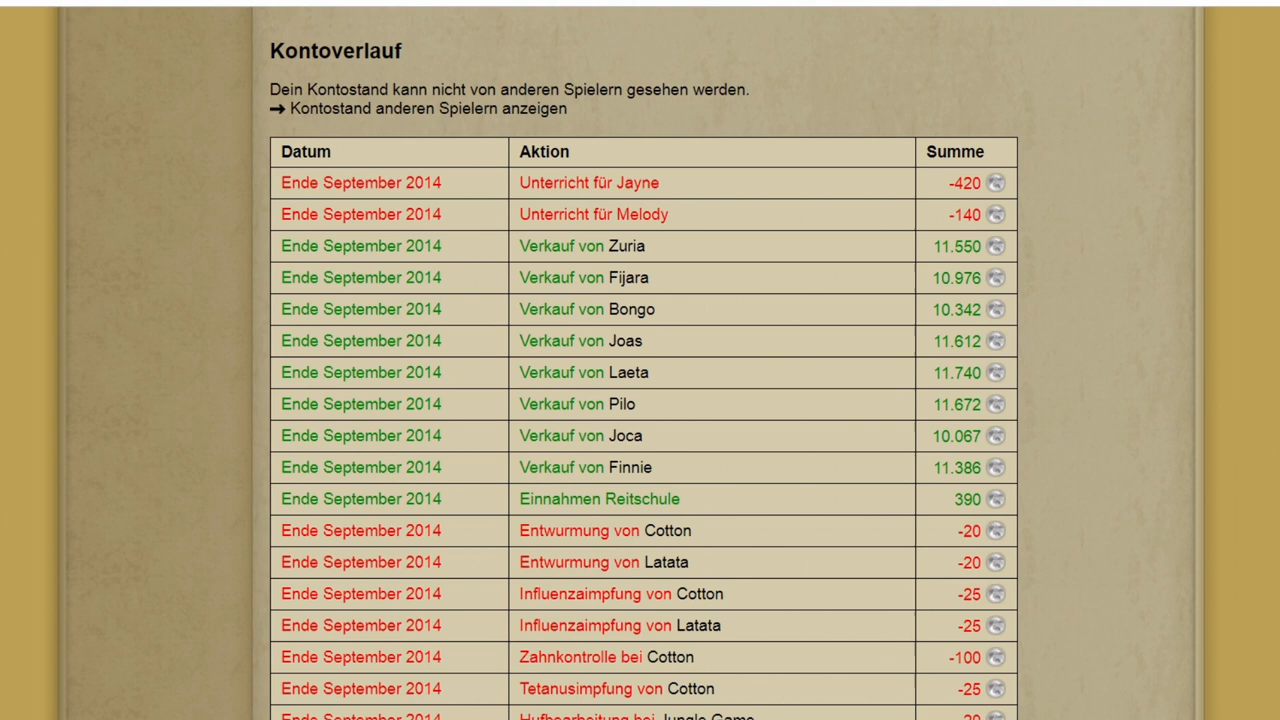 Kontoverlauf
Dein Kontostand kann nicht von anderen Spielern gesehen werden.
➞ Kontostand anderen Spielern anzeigen
Datum Aktion Summe
Ende September 2014 Unterricht für Jayne -420
Ende September 2014 Unterricht für Melody -140
Ende September 2014 Verkauf von Zuria 11.550
Ende September 2014 Verkauf von Fijara 10.976
Ende September 2014 Verkauf von Bongo 10.342
Ende September 2014 Verkauf von Joas 11.612
Ende September 2014 Verkauf von Laeta 11.740
Ende September 2014 Verkauf von Pilo 11.672
Ende September 2014 Verkauf von Joca 10.067
Ende September 2014 Verkauf von Finnie 11.386
Ende September 2014 Einnahmen Reitschule 390
Ende September 2014 Entwurmung von Cotton -20
Ende September 2014 Entwurmung von Latata -20
Ende September 2014 Influenzaimpfung von Cotton -25
Ende September 2014 Influenzaimpfung von Latata -25
Ende September 2014 Zahnkontrolle bei Cotton -100
Ende September 2014 Tetanusimpfung von Cotton -25
Ende September 2014 Hufbearbeitung bei Jungle Game